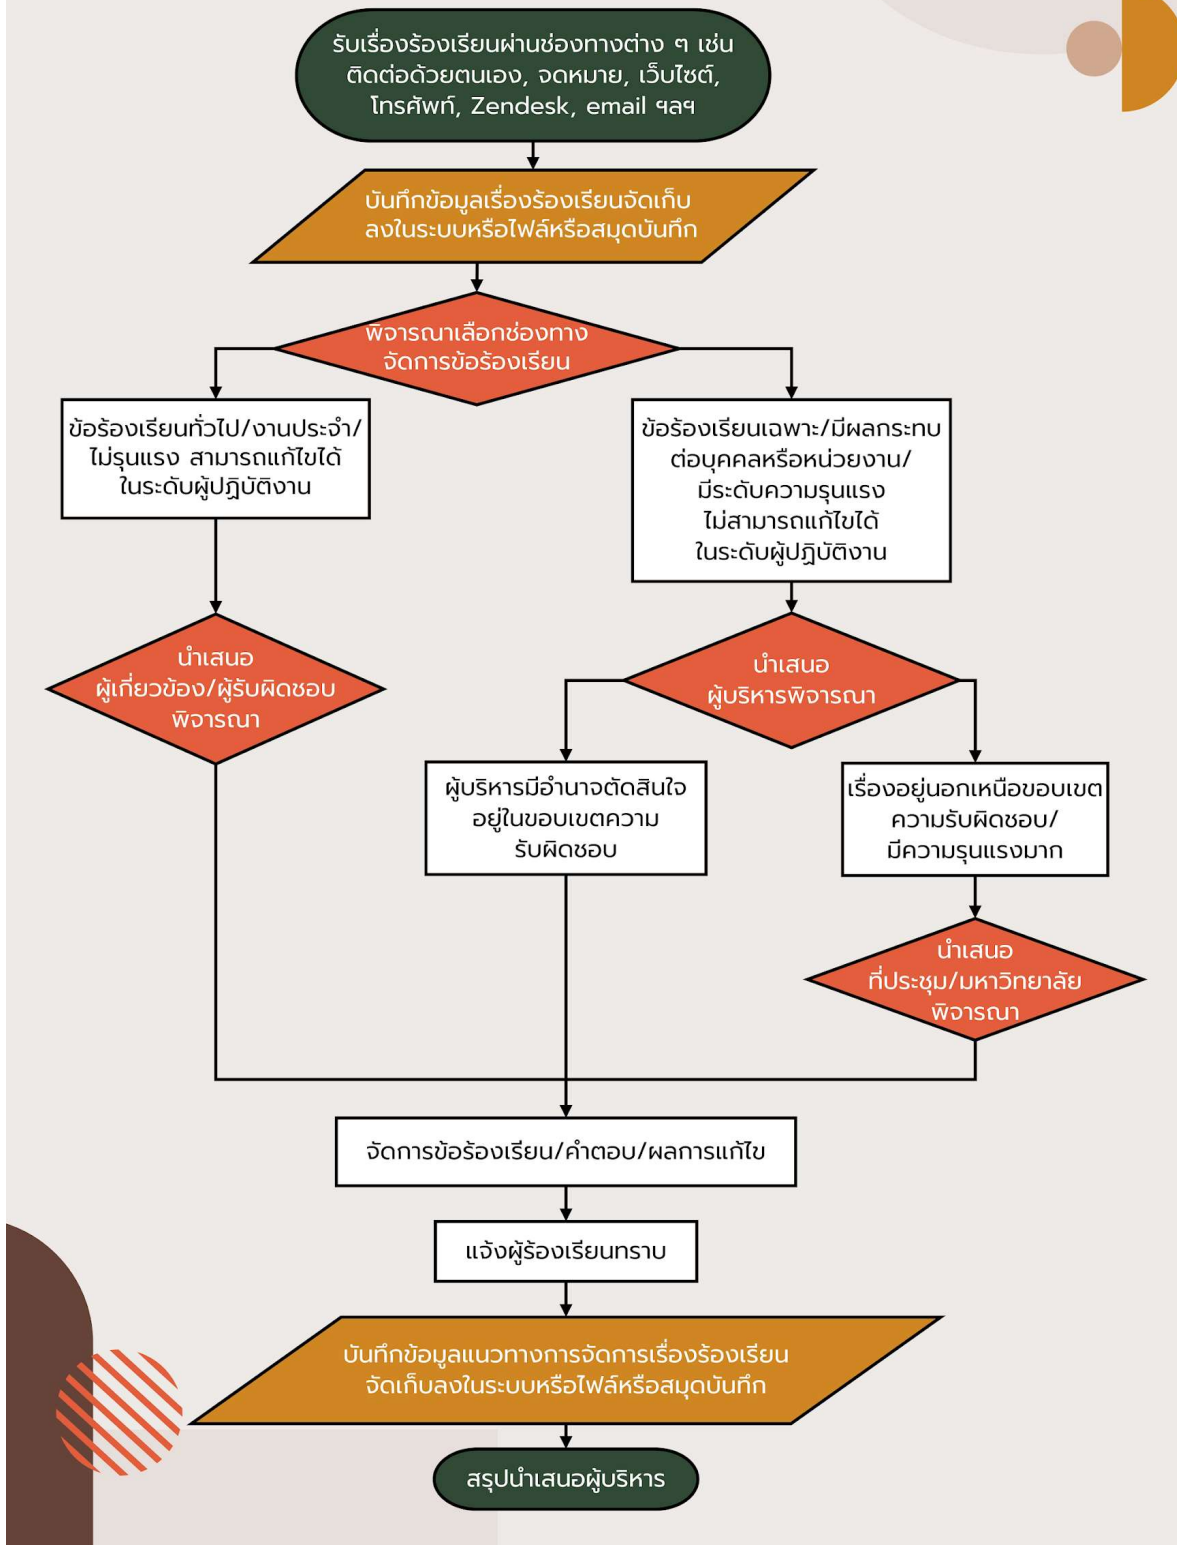 รับเรื่องร้องเรียนผ่านช่องทางต่าง ๆ เช่น
ติดต่อด้วยตนเอง, จดหมาย, เว็บไซต์,
โทรศัพท์, Zendesk, email ฯลฯ
บันทึกข้อมูลเรื่องร้องเรียนจัดเก็บ
ลงในระบบหรือไฟล์หรือสมุดบันทึก
พิจารณาเลือกช่องทาง
จัดการข้อร้องเรียน
ข้อร้องเรียนทั่วไป/งานประจำ/
ไม่รุนแรง สามารถแก้ไขได้
ในระดับผู้ปฏิบัติงาน
ข้อร้องเรียนเฉพาะ/มีผลกระทบ
ต่อบุคคลหรือหน่วยงาน/
มีระดับความรุนแรง
ไม่สามารถแก้ไขได้
ในระดับผู้ปฏิบัติงาน
นำเสนอ
ผู้เกี่ยวข้อง/ผู้รับผิดชอบ
พิจารณา
นำเสนอ
ผู้บริหารพิจารณา
ผู้บริหารมีอำนาจตัดสินใจ
อยู่ในขอบเขตความ
รับผิดชอบ
เรื่องอยู่นอกเหนือขอบเขต
ความรับผิดชอบ/
มีความรุนแรงมาก
นำเสนอ
ที่ประชุม/มหาวิทยาลัย
พิจารณา
จัดการข้อร้องเรียน/คำตอบ/ผลการแก้ไข
แจ้งผู้ร้องเรียนทราบ
บันทึกข้อมูลแนวทางการจัดการเรื่องร้องเรียน
จัดเก็บลงในระบบหรือไฟล์หรือสมุดบันทึก
สรุปนำเสนอผู้บริหาร